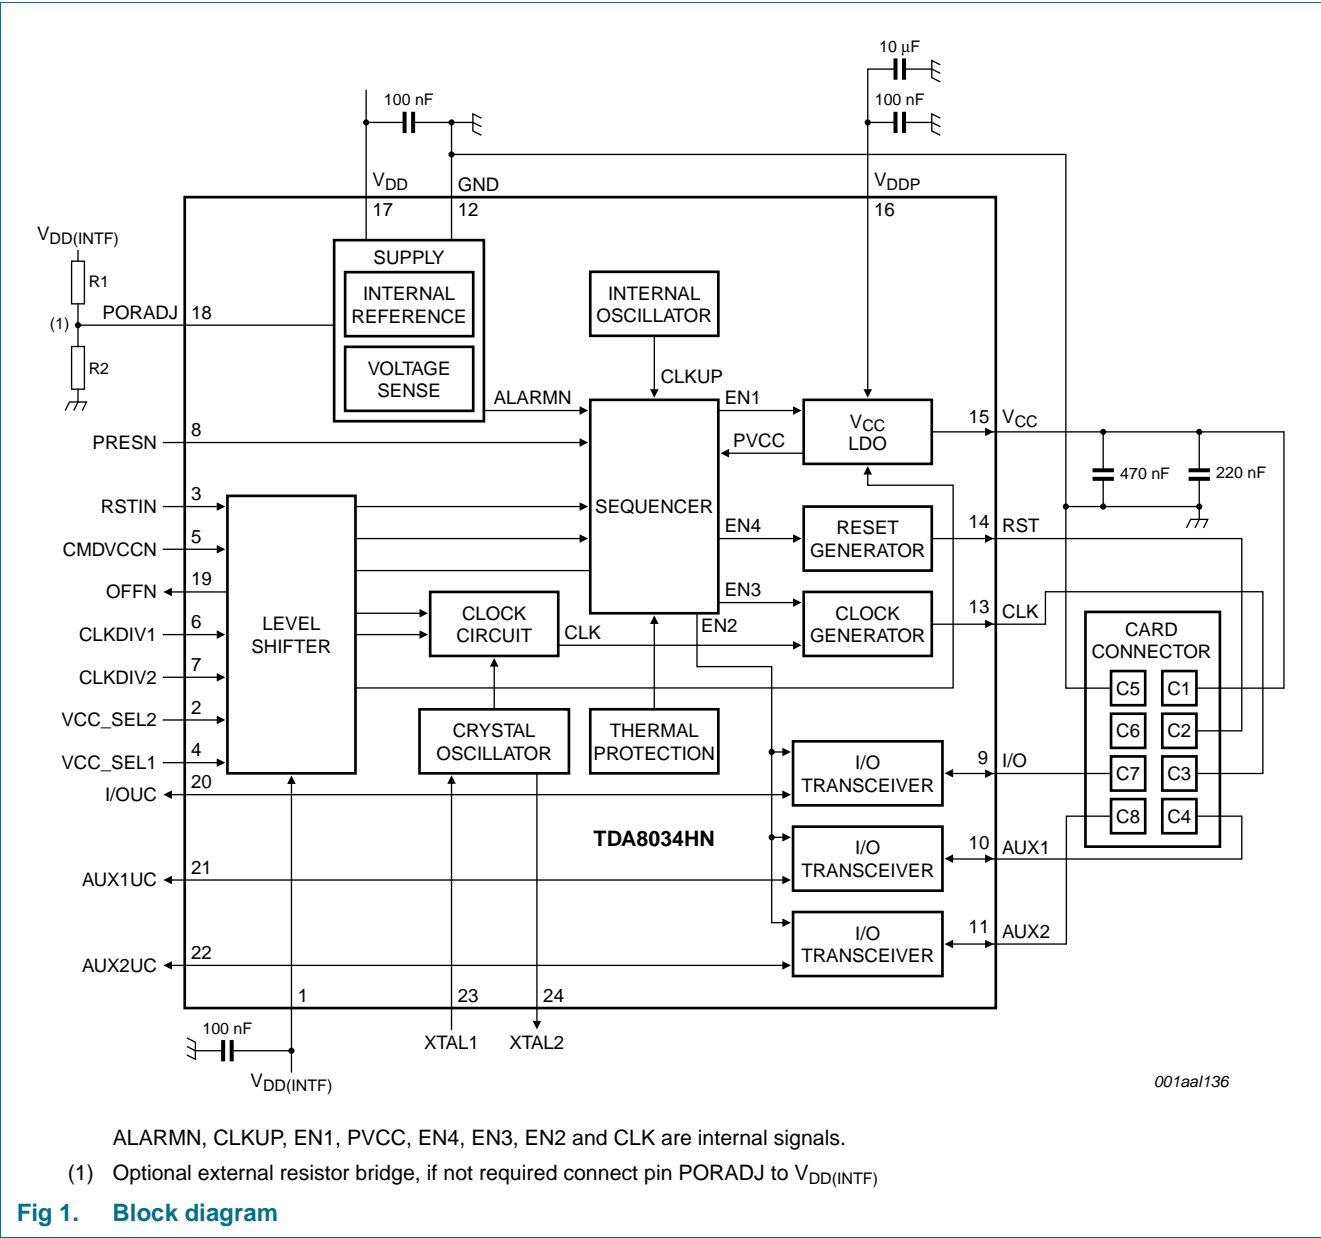 10 µF
100 nF
100 nF
VDD
GND
VDDP
17
12
16
VDD(INTF)
R1
(1)
PORADJ
18
R2
SUPPLY
INTERNAL
REFERENCE
VOLTAGE
SENSE
INTERNAL
OSCILLATOR
CLKUP
ALARMN
EN1
PVCC
VCC
LDO
15
VCC
470 nF
220 nF
PRESN
8
RSTIN
3
CMDVCCN
5
OFFN
19
CLKDIV1
6
CLKDIV2
7
VCC_SEL2
2
VCC_SEL1
4
I/OUC
20
LEVEL
SHIFTER
SEQUENCER
EN4
RESET
GENERATOR
14
RST
EN3
EN2
CLOCK
CIRCUIT
CLK
CLOCK
GENERATOR
13
CLK
CARD
CONNECTOR
C5
C1
C6
C2
C7
C3
C8
C4
CRYSTAL
OSCILLATOR
THERMAL
PROTECTION
I/O
TRANSCEIVER
9
I/O
TDA8034HN
I/O
TRANSCEIVER
10
AUX1
AUX1UC
21
I/O
TRANSCEIVER
11
AUX2
AUX2UC
22
1
23
24
100 nF
XTAL1
XTAL2
VDD(INTF)
001aal136
ALARMN, CLKUP, EN1, PVCC, EN4, EN3, EN2 and CLK are internal signals.
(1) Optional external resistor bridge, if not required connect pin PORADJ to VDD(INTF)
Fig 1. Block diagram